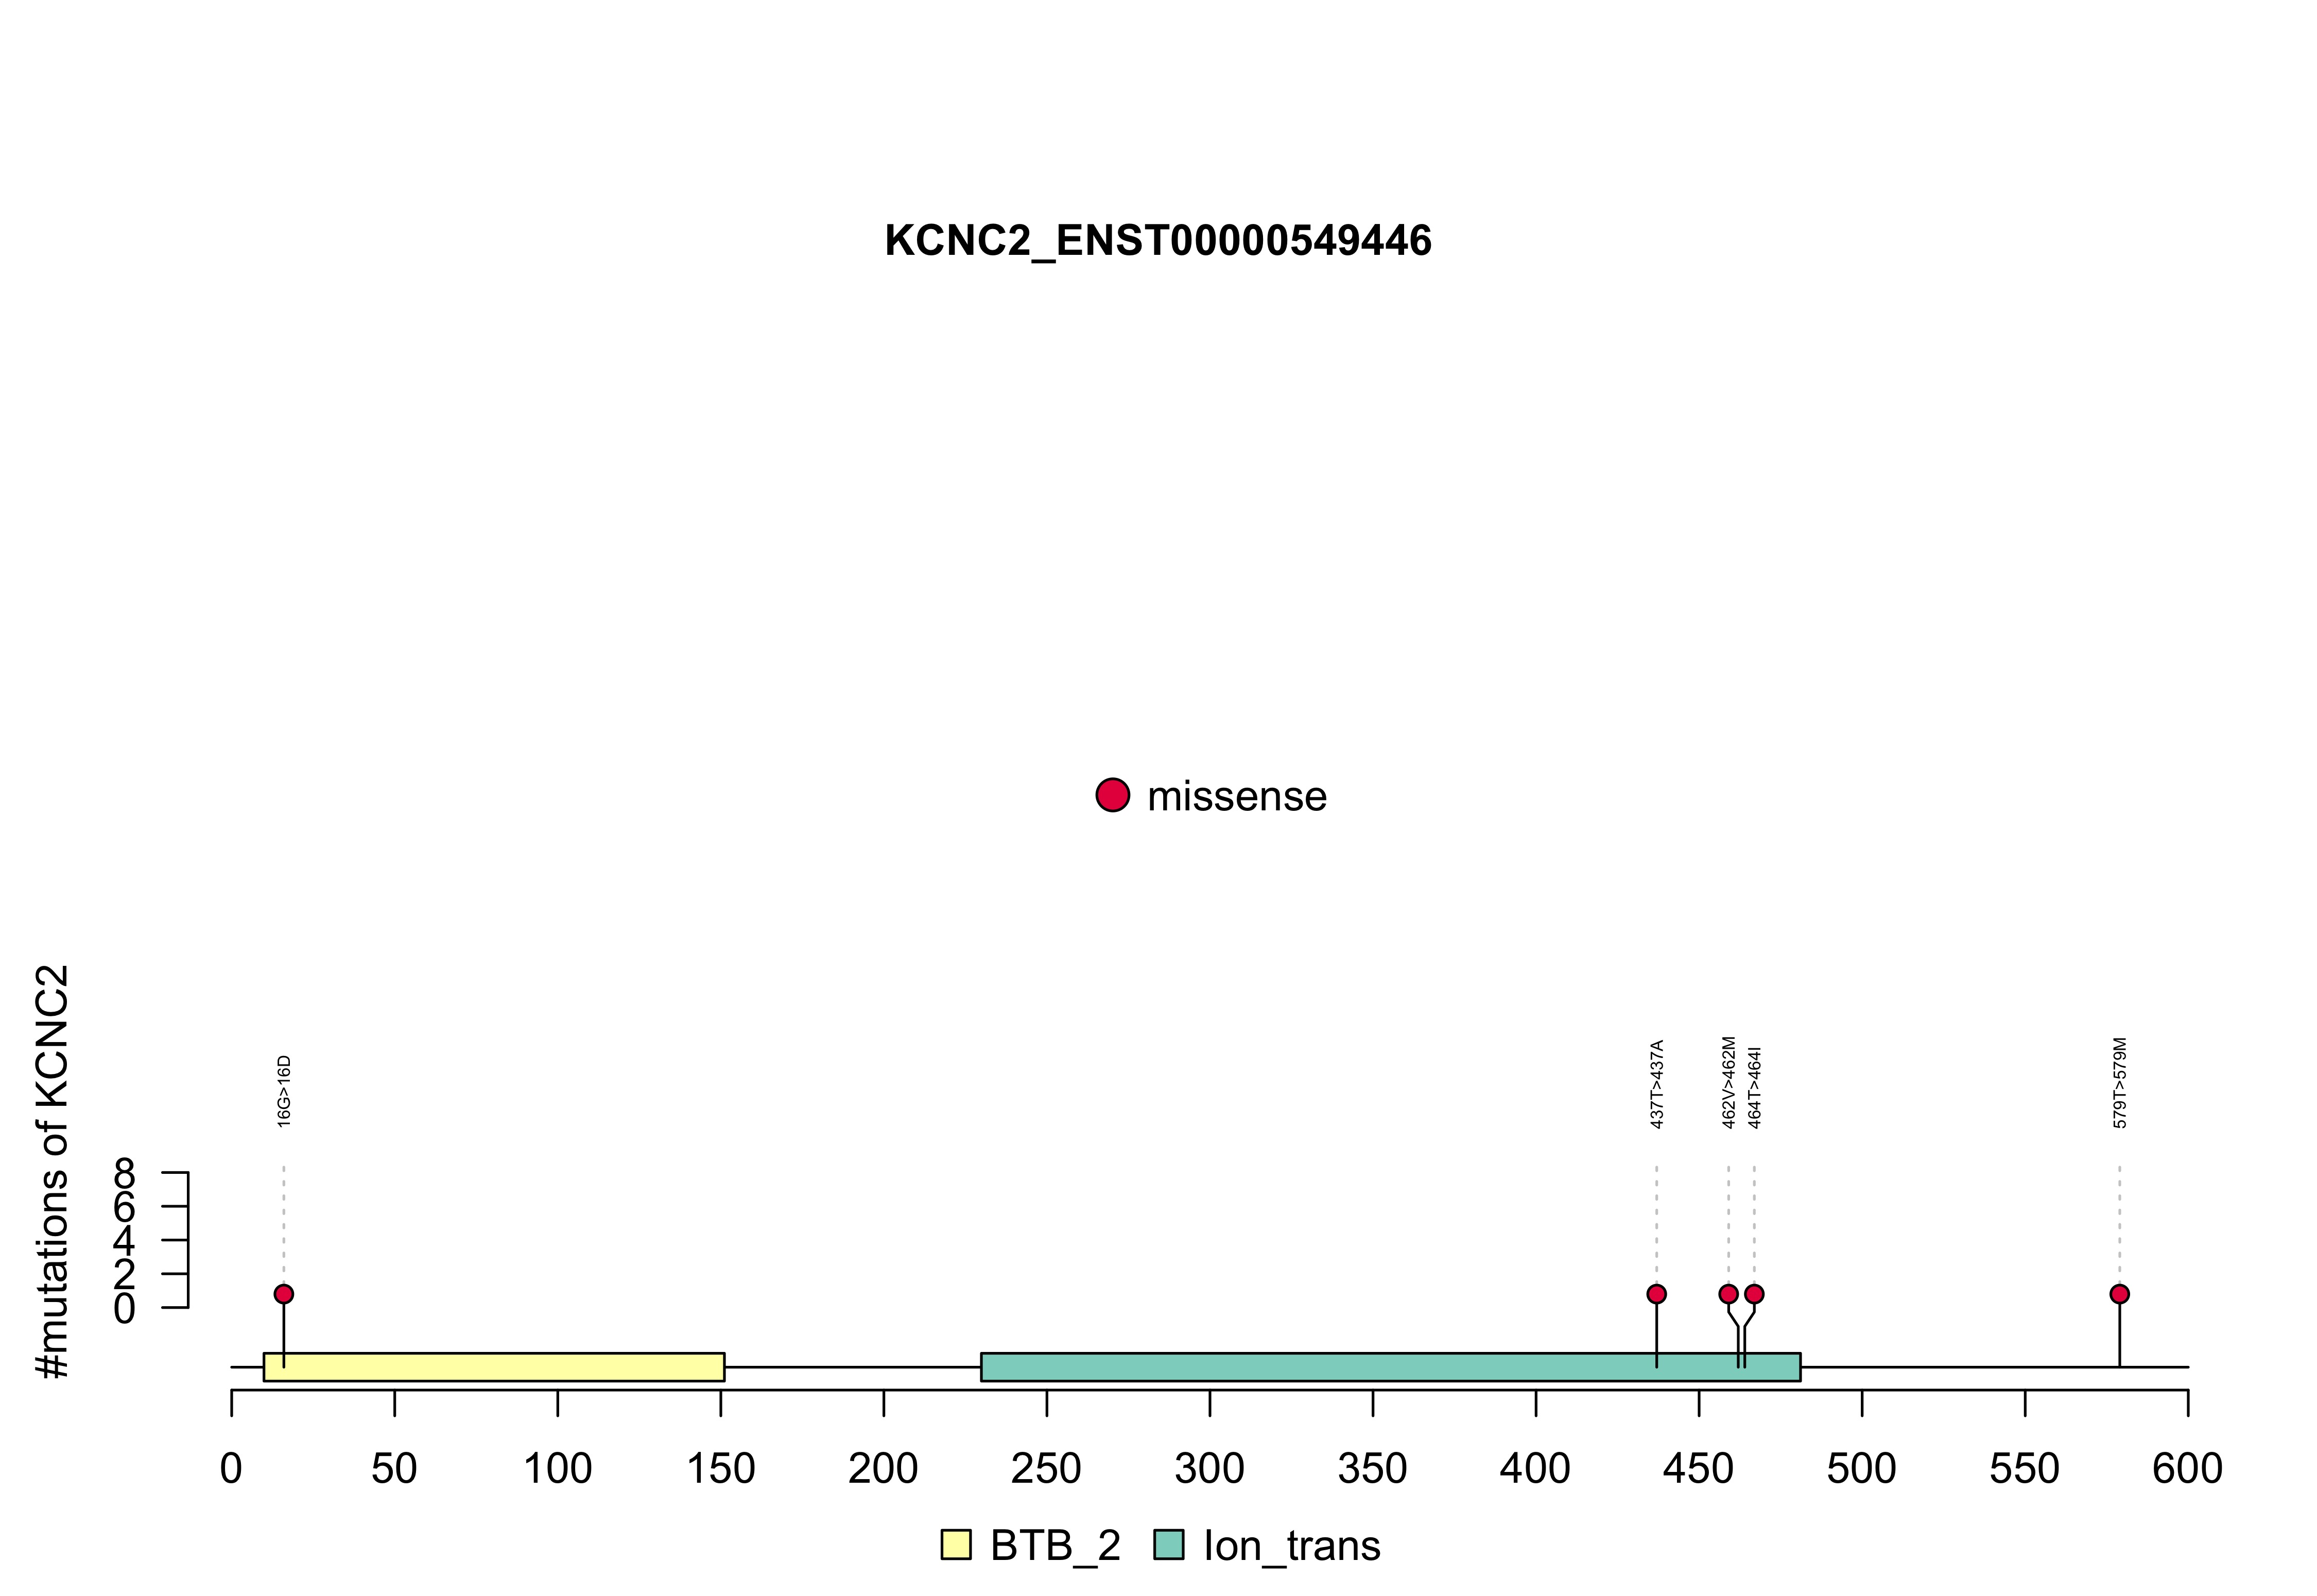 KCNC2_ENST00000549446
missense
#mutations of KCNC2
16G>16D
437T>437A
462V>462M
464T>464I
579T>579M
8
6
4
2
0
0 50 100 150 200 250 300 350 400 450 500 550 600
BTB_2 Ion_trans